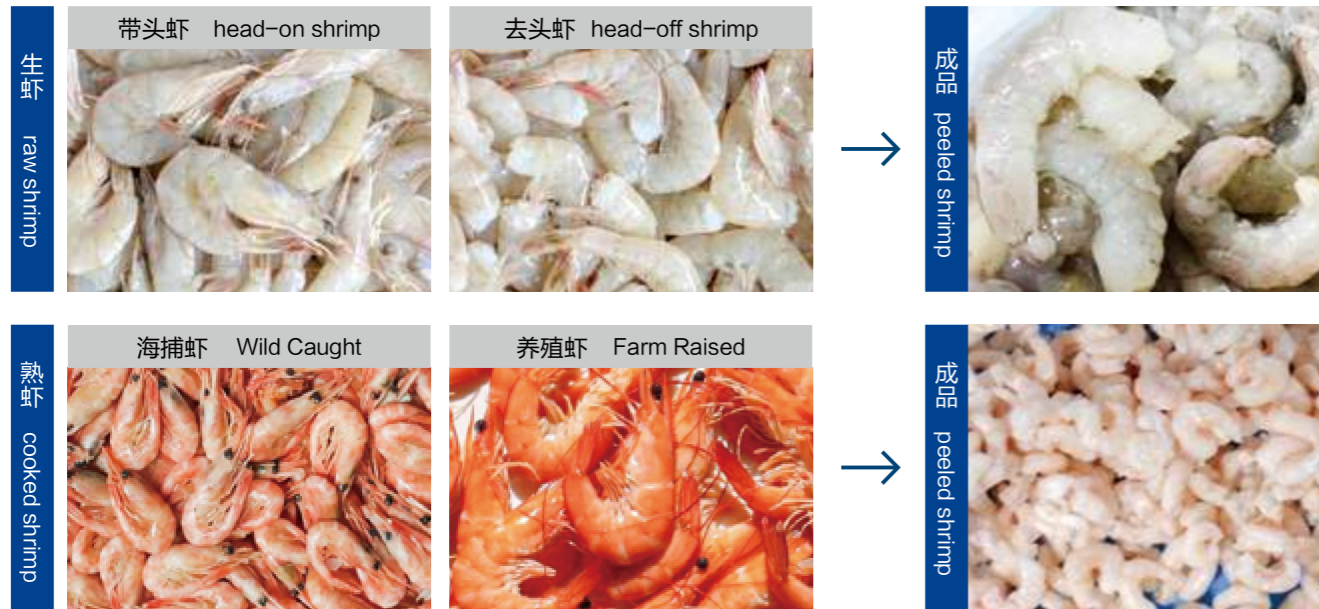 生虾 raw shrimp
带头虾 head-on shrimp
去头虾 head-off shrimp
成品 peeled shrimp
熟虾 cooked shrimp
海捕虾 Wild Caught
养殖虾 Farm Raised
成品 peeled shrimp